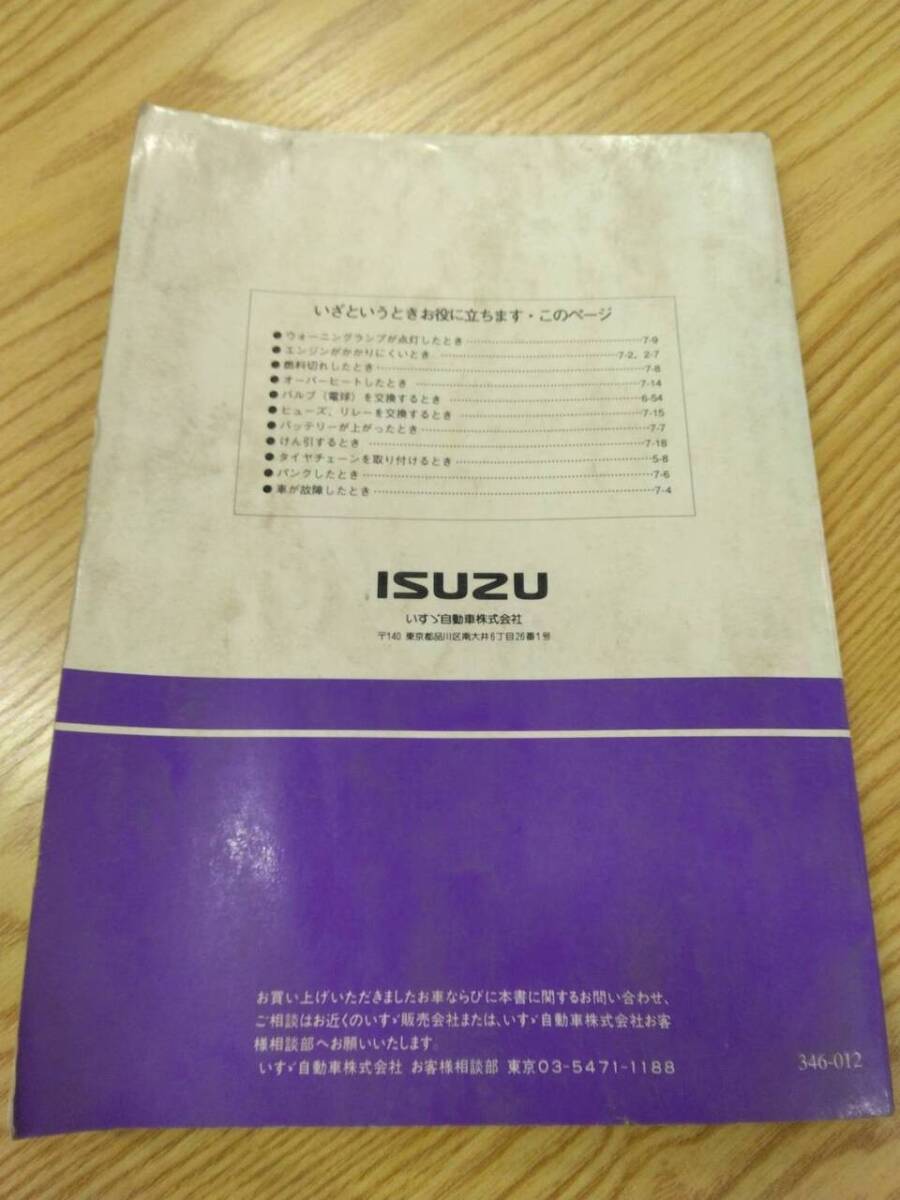 いざというときお役に立ちます・このページ
● ウォーニングランプが点灯したとき 7-9
● エンジンがかかりにくいとき 7-2, 2-7
● 燃料切れしたとき 7-8
● オーバーヒートしたとき 7-14
● バルブ（電球）を交換するとき 6-54
● ヒューズ、リレーを交換するとき 7-15
● バッテリーが上がったとき 7-7
● けん引するとき 7-18
● タイヤチェーンを取り付けるとき 5-8
● パンクしたとき 7-6
● 車が故障したとき 7-4
ISUZU
いすゞ自動車株式会社
〒140 東京都品川区南大井6丁目26番1号
お買い上げいただきましたお車ならびに本書に関するお問い合わせ、
ご相談はお近くのいすゞ販売会社または、いすゞ自動車株式会社お客
様相談部へお願いいたします。
いすゞ自動車株式会社 お客様相談部 東京03-5471-1188
346-012